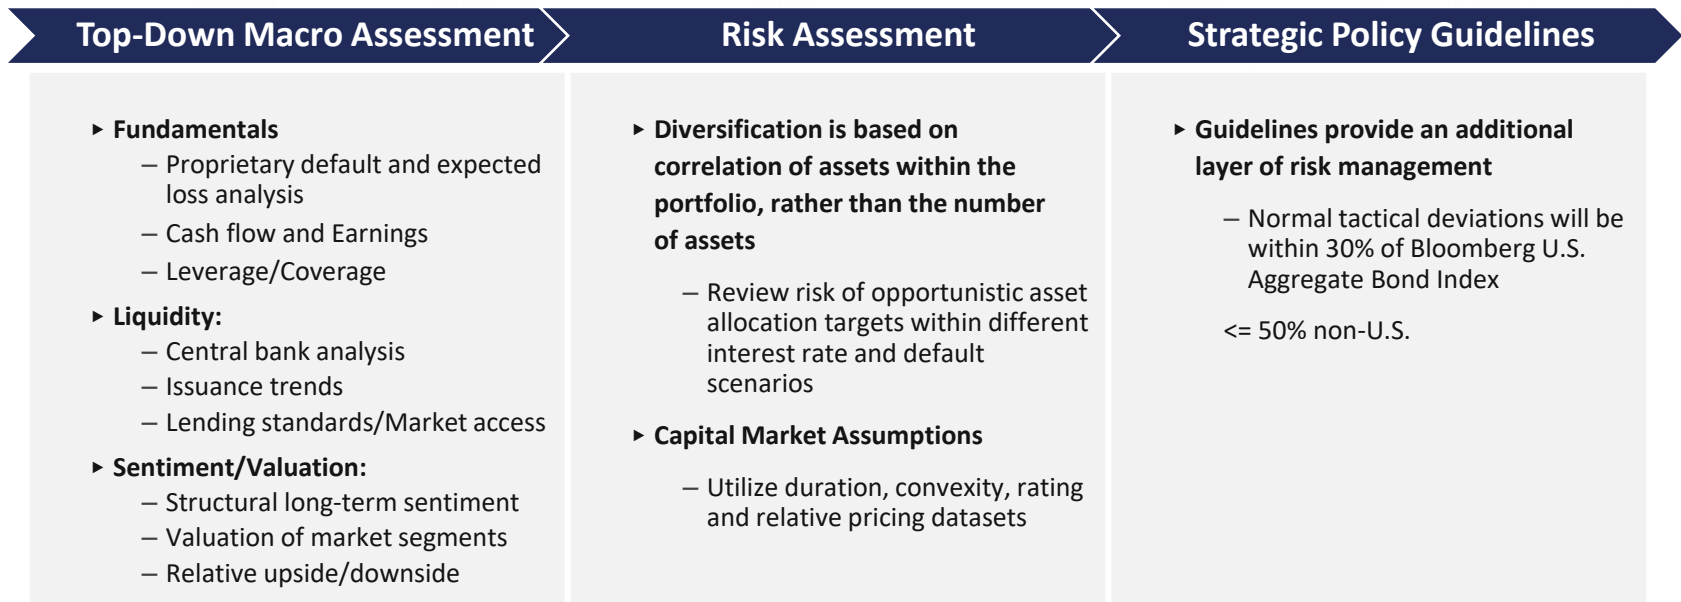 Top-Down Macro Assessment
Risk Assessment
Strategic Policy Guidelines
▸ Fundamentals
– Proprietary default and expected
loss analysis
– Cash flow and Earnings
– Leverage/Coverage
▸ Liquidity:
– Central bank analysis
– Issuance trends
– Lending standards/Market access
▸ Sentiment/Valuation:
– Structural long-term sentiment
– Valuation of market segments
– Relative upside/downside
▸ Diversification is based on
correlation of assets within the
portfolio, rather than the number
of assets
– Review risk of opportunistic asset
allocation targets within different
interest rate and default
scenarios
▸ Capital Market Assumptions
– Utilize duration, convexity, rating
and relative pricing datasets
▸ Guidelines provide an additional
layer of risk management
– Normal tactical deviations will be
within 30% of Bloomberg U.S.
Aggregate Bond Index
<= 50% non-U.S.